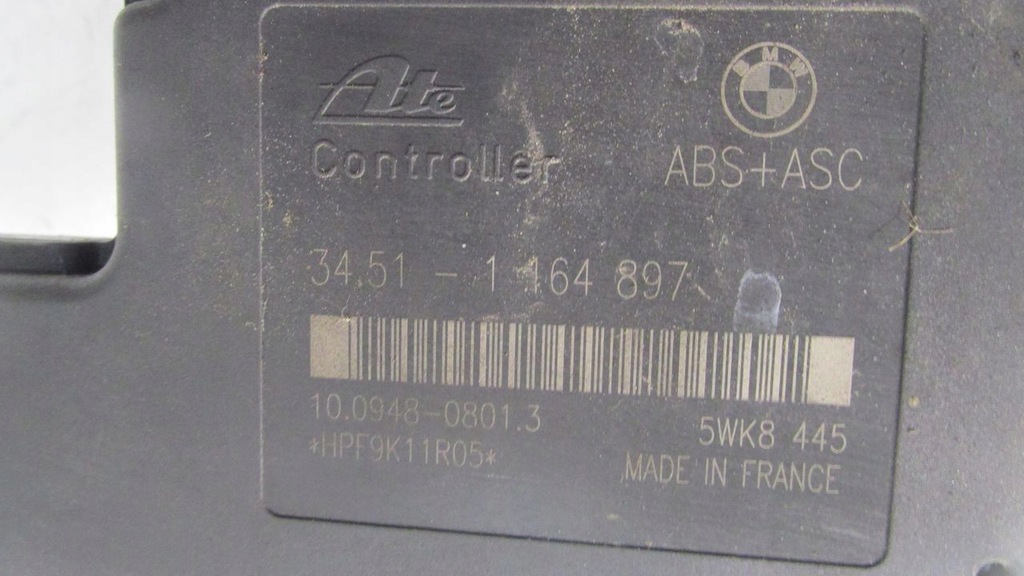 Ate
BMW
Controller
ABS+ASC
34.51 - 1 164 897
10.0948-0801.3
5WK8 445
*HPF9K11R05*
MADE IN FRANCE